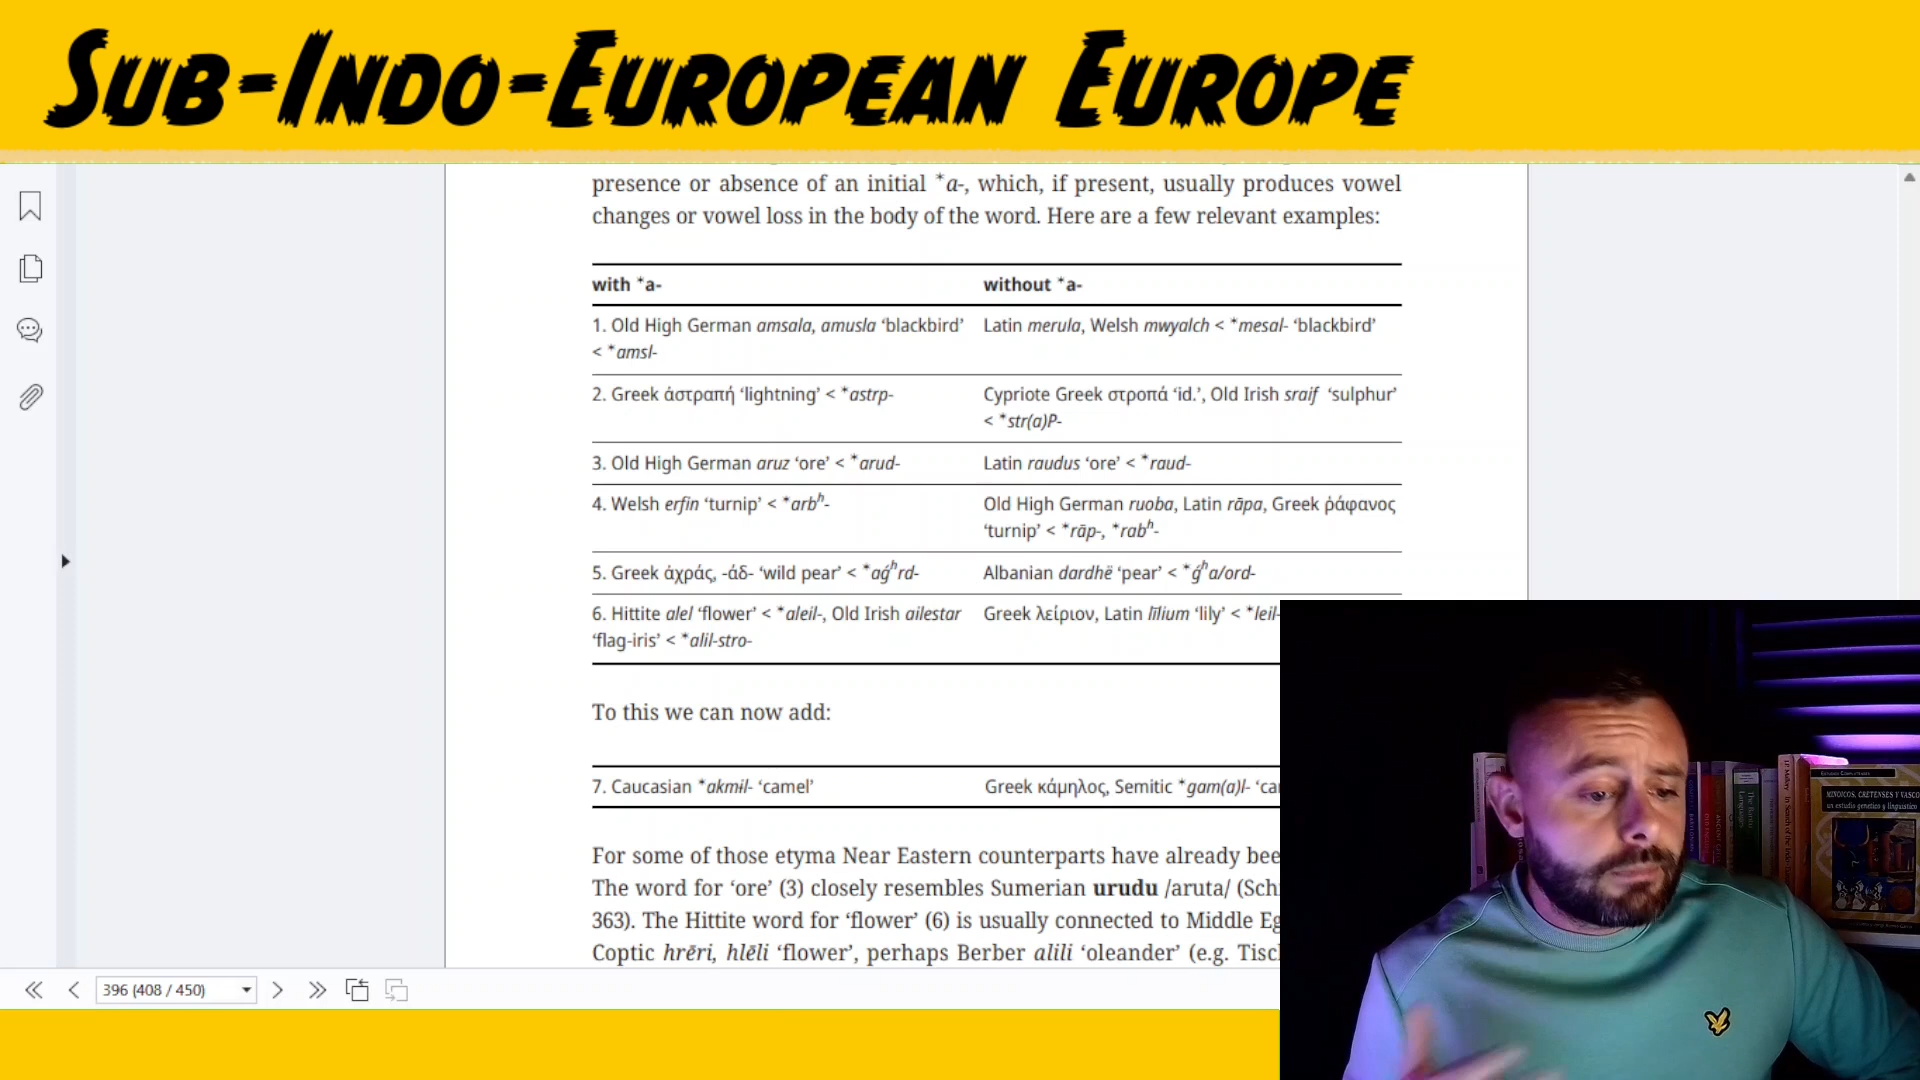 SUB-INDO-EUROPEAN EUROPE
presence or absence of an initial *a-, which, if present, usually produces vowel
changes or vowel loss in the body of the word. Here are a few relevant examples:
with *a- without *a-
1. Old High German amsala, amusla ‘blackbird’ Latin merula, Welsh mwyalch < *mesal- ‘blackbird’
< *amsl-
2. Greek ἀστραπή ‘lightning’ < *astrp- Cypriote Greek στροπά ‘id.’, Old Irish sraif ‘sulphur’
< *str(a)P-
3. Old High German aruz ‘ore’ < *arud- Latin raudus ‘ore’ < *raud-
4. Welsh erfin ‘turnip’ < *arbʰ- Old High German ruoba, Latin rāpa, Greek ῥάφανος
‘turnip’ < *rāp-, *rabʰ-
5. Greek ἀχράς, -άδ- ‘wild pear’ < *aǵʰrd- Albanian dardhë ‘pear’ < *ǵʰa/ord-
6. Hittite alel ‘flower’ < *aleil-, Old Irish ailestar Greek λείριον, Latin līlium ‘lily’ < *leil-
‘flag-iris’ < *alil-stro-
To this we can now add:
7. Caucasian *akmɨl- ‘camel’ Greek κάμηλος, Semitic *gam(a)l-
For some of those etyma Near Eastern counterparts have already
The word for ‘ore’ (3) closely resembles Sumerian urudu /aruta/
363). The Hittite word for ‘flower’ (6) is usually connected to Middle
Coptic hrēri, hlēli ‘flower’, perhaps Berber alili ‘oleander’ (e.g.
396 (408 / 450)
MINOICOS, CRETENSES Y VASCO
un estudio genético y lingüístico